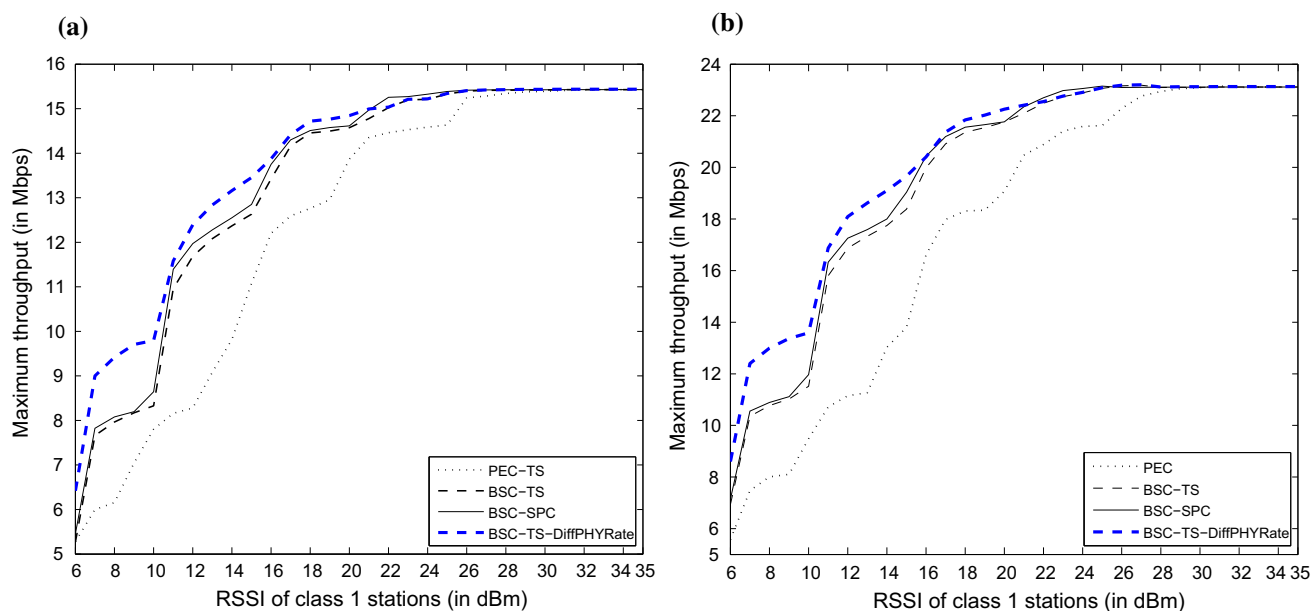 (a)
16
15
14
13
12
11
10
9
8
7
6
5
Maximum throughput (in Mbps)
6 8 10 12 14 16 18 20 22 24 26 28 30 32 34 35
RSSI of class 1 stations (in dBm)
PEC−TS
BSC−TS
BSC−SPC
BSC−TS−DiffPHYRate
(b)
24
22
20
18
16
14
12
10
8
6
5
Maximum throughput (in Mbps)
6 8 10 12 14 16 18 20 22 24 26 28 30 32 34 35
RSSI of class 1 stations (in dBm)
PEC
BSC−TS
BSC−SPC
BSC−TS−DiffPHYRate